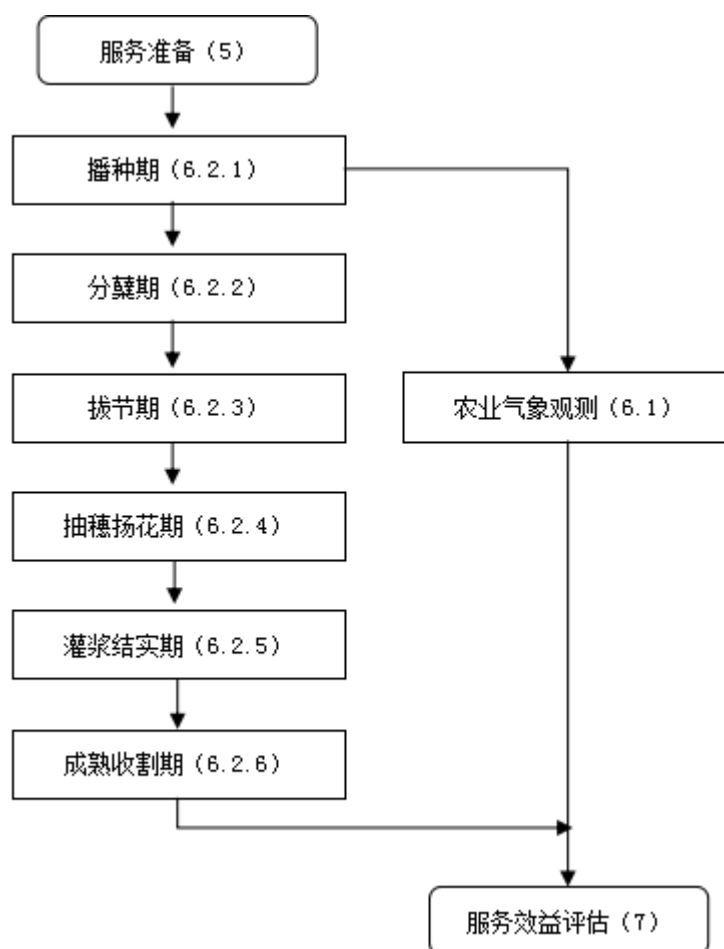 服务准备（5）
播种期（6.2.1）
分蘖期（6.2.2）
拔节期（6.2.3）
农业气象观测（6.1）
抽穗扬花期（6.2.4）
灌浆结实期（6.2.5）
成熟收割期（6.2.6）
服务效益评估（7）